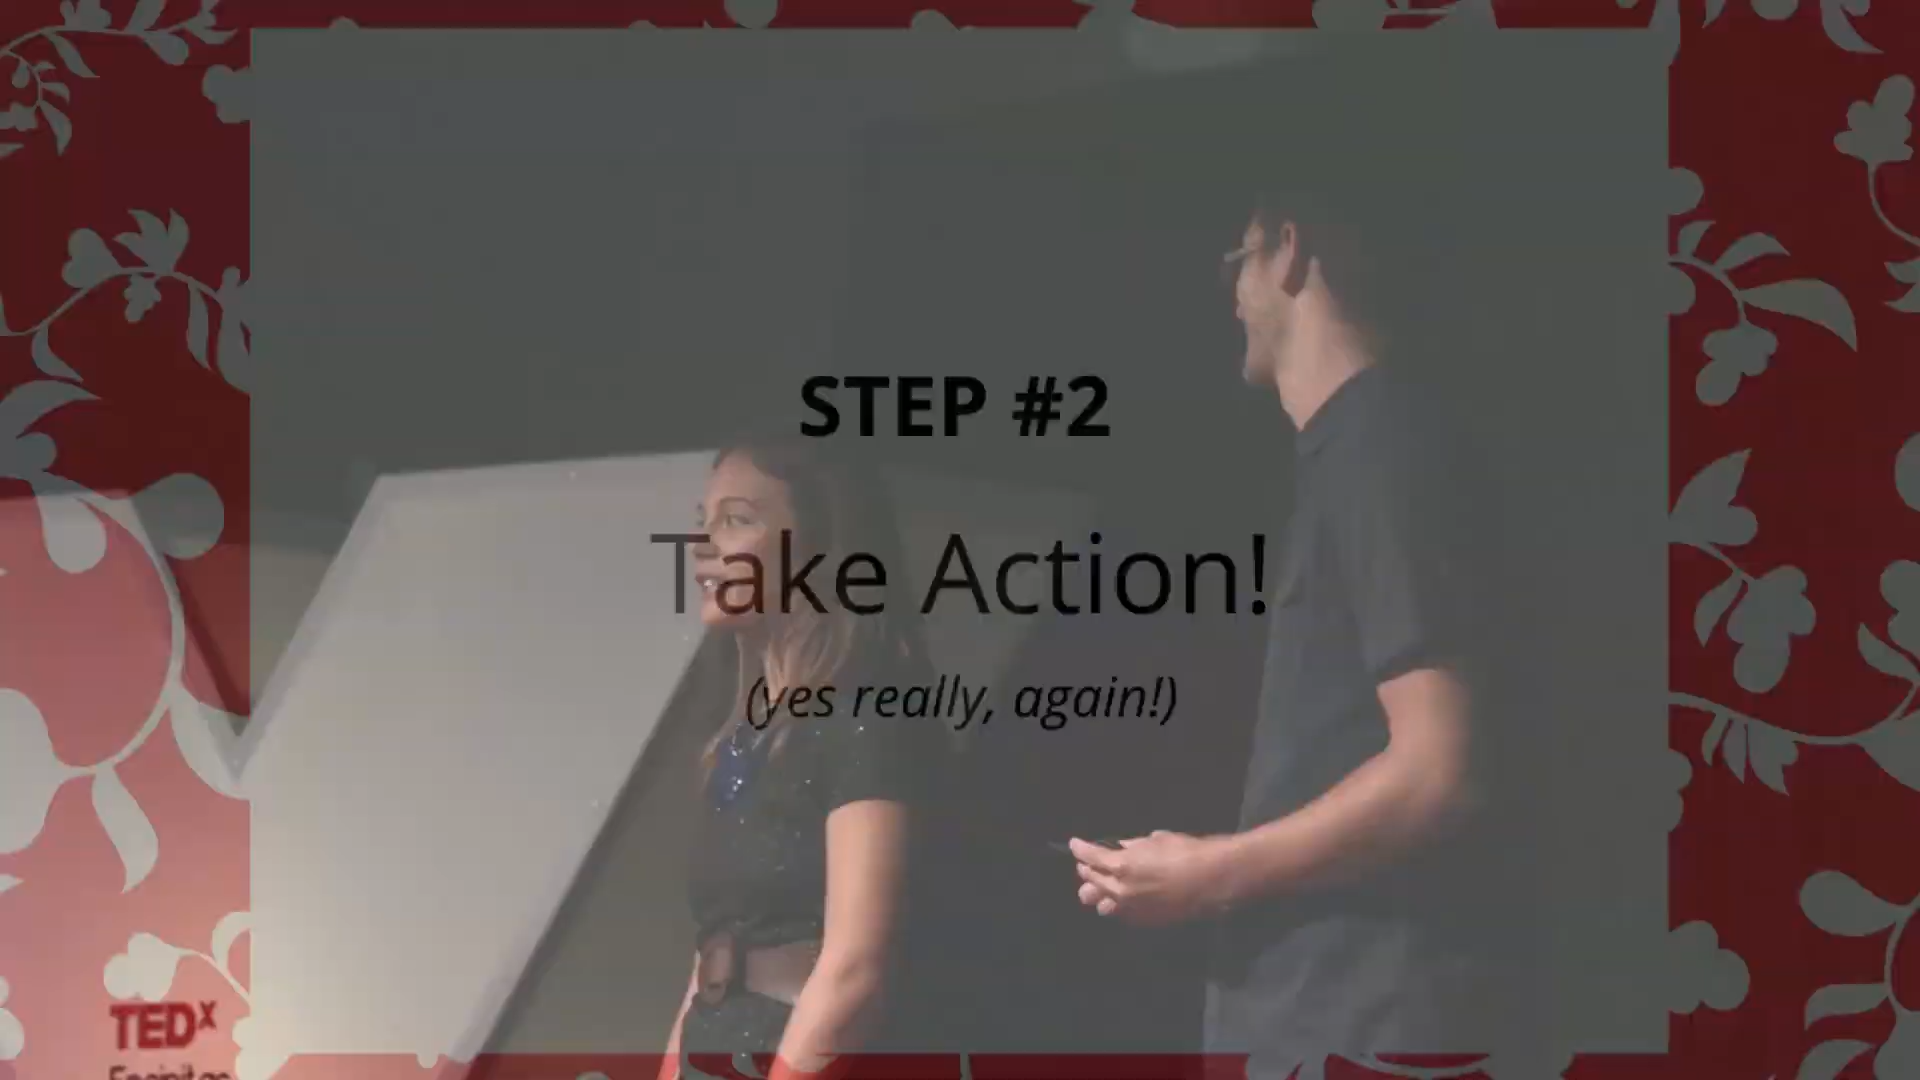 STEP #2
Take Action!
(yes really, again!)
TEDx